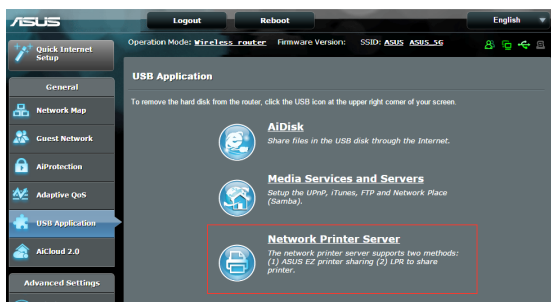 ASUS
Logout
Reboot
English
Quick Internet
Setup
Operation Mode: Wireless router Firmware Version: SSID: ASUS ASUS_5G
General
Network Map
Guest Network
AiProtection
Adaptive QoS
USB Application
AiCloud 2.0
Advanced Settings
USB Application
To remove the hard disk from the router, click the USB icon at the upper right corner of your screen.
AiDisk
Share files in the USB disk through the Internet.
Media Services and Servers
Setup the UPnP, iTunes, FTP and Network Place
(Samba).
Network Printer Server
The network printer server supports two methods:
(1) ASUS EZ printer sharing (2) LPR to share
printer.